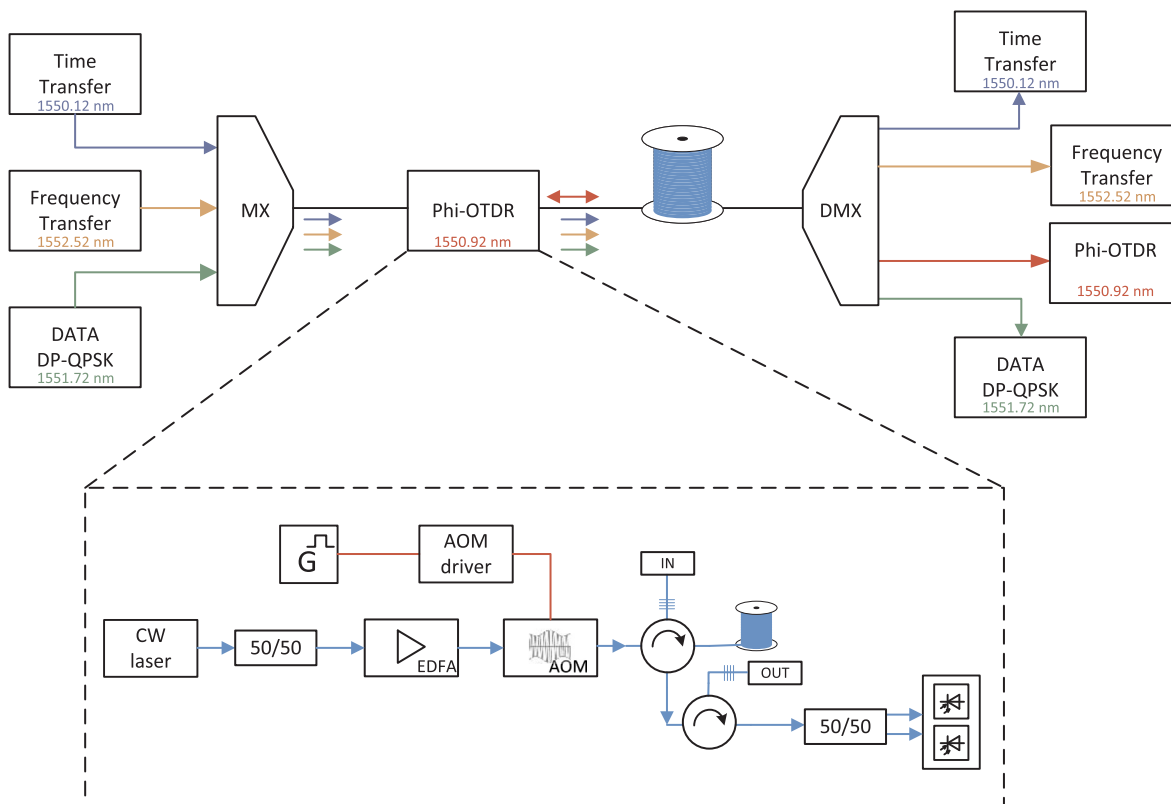 Time
Transfer
1550.12 nm
Frequency
Transfer
1552.52 nm
DATA
DP-QPSK
1551.72 nm
MX
Phi-OTDR
1550.92 nm
DMX
Time
Transfer
1550.12 nm
Frequency
Transfer
1552.52 nm
Phi-OTDR
1550.92 nm
DATA
DP-QPSK
1551.72 nm
G
AOM
driver
IN
CW
laser
50/50
EDFA
AOM
OUT
50/50